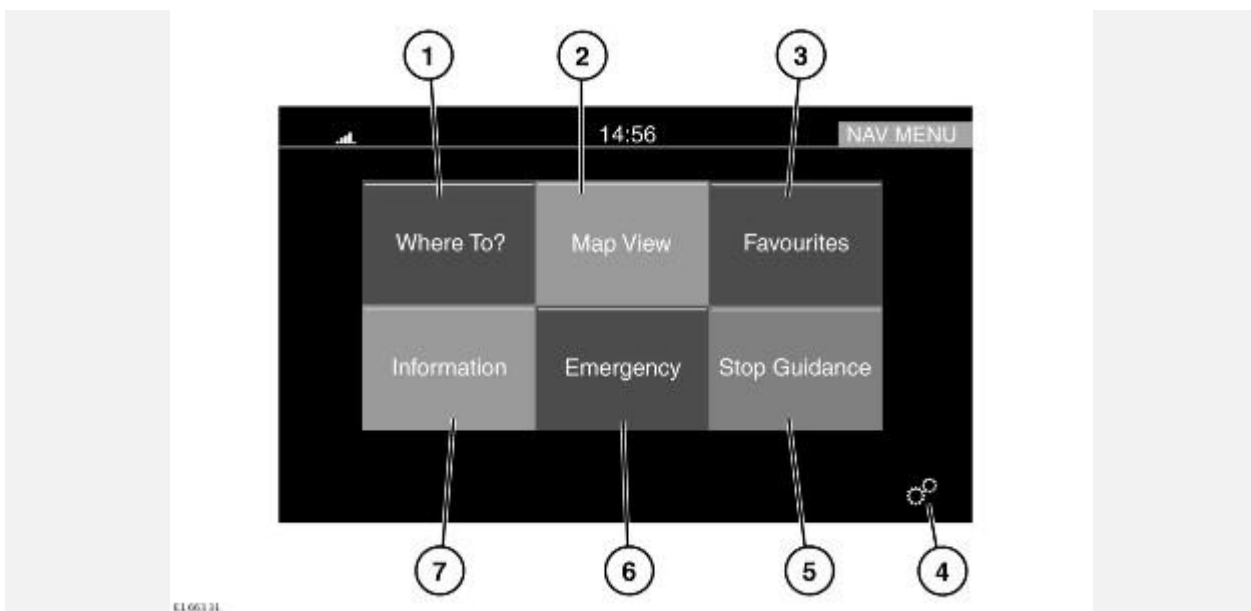 1 2 3
14:56 NAV MENU
Where To? Map View Favourites
Information Emergency Stop Guidance
7 6 5 4
E166131